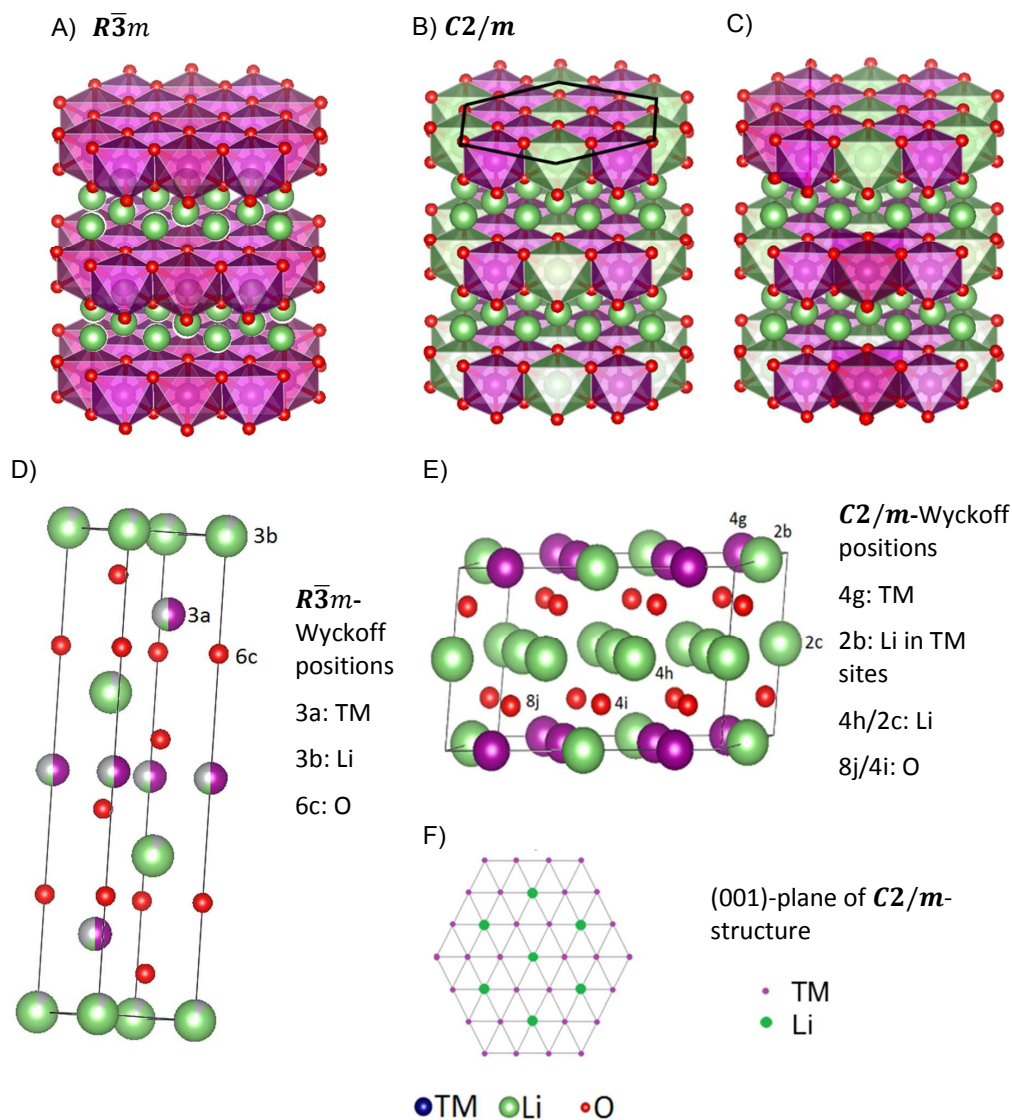 A) R3̅m
B) C2/m
C)
D)
3b
3a
6c
R3̅m-
Wyckoff
positions
3a: TM
3b: Li
6c: O
E)
4g
2b
2c
4h
8j
4i
C2/m-Wyckoff
positions
4g: TM
2b: Li in TM
sites
4h/2c: Li
8j/4i: O
F)
(001)-plane of C2/m-
structure
TM
Li
TM Li O